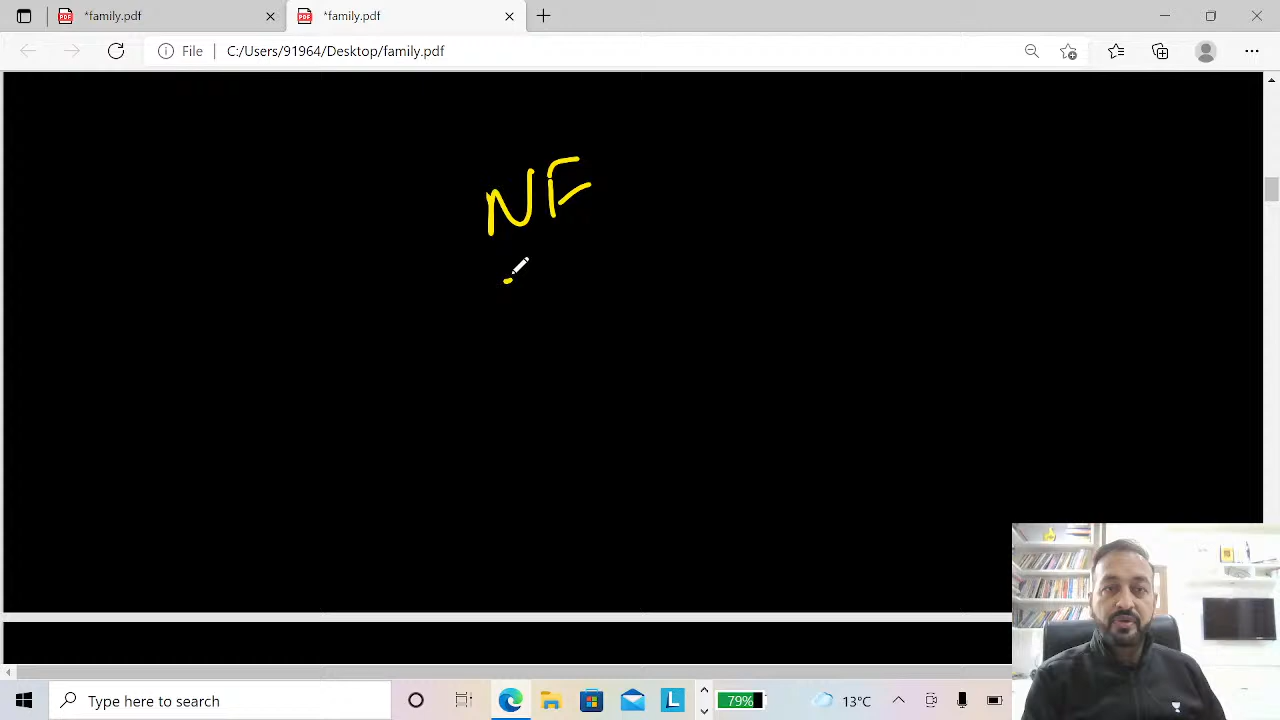 *family.pdf
*family.pdf
File
C:/Users/91964/Desktop/family.pdf
NF
Type here to search
L
79%
13°C